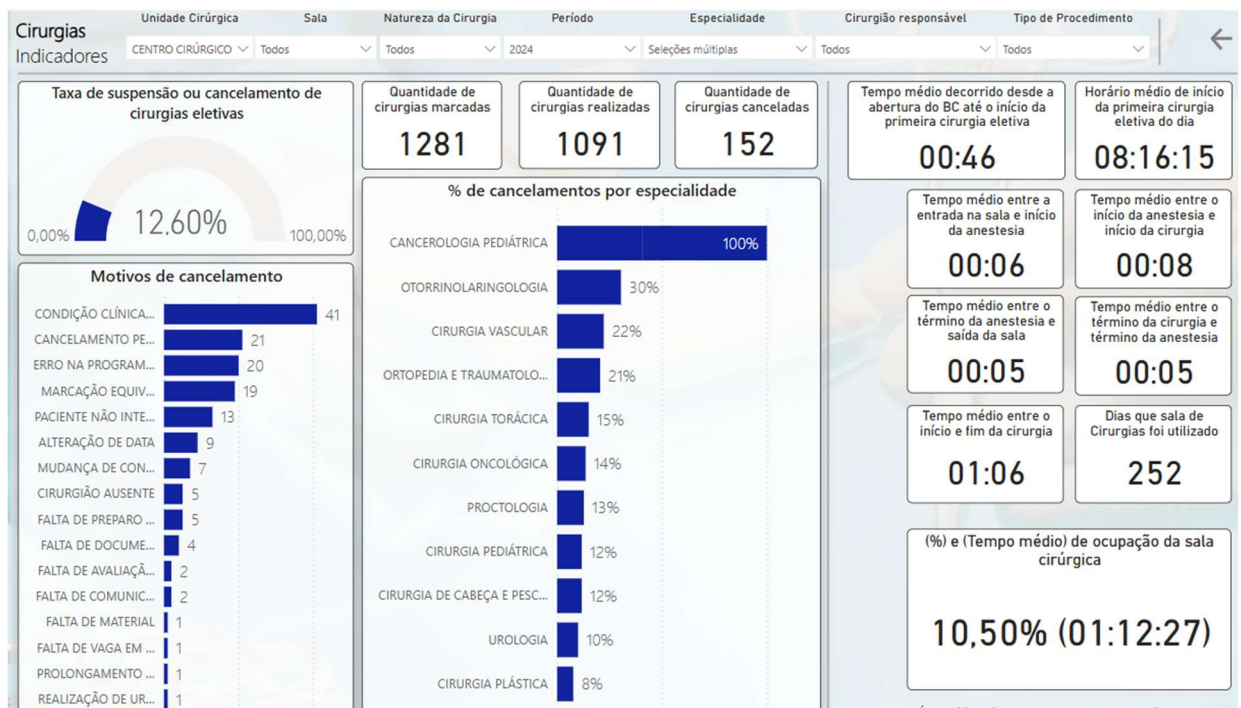 Cirurgias
Indicadores
Unidade Cirúrgica
CENTRO CIRÚRGICO
Sala
Todos
Natureza da Cirurgia
Todos
Período
2024
Especialidade
Seleções múltiplas
Cirurgião responsável
Todos
Tipo de Procedimento
Todos
Taxa de suspensão ou cancelamento de
cirurgias eletivas
12,60%
0,00%
100,00%
Motivos de cancelamento
CONDIÇÃO CLÍNICA... 41
CANCELAMENTO PE... 21
ERRO NA PROGRAM... 20
MARCAÇÃO EQUIV... 19
PACIENTE NÃO INTE... 13
ALTERAÇÃO DE DATA 9
MUDANÇA DE CON... 7
CIRURGIÃO AUSENTE 5
FALTA DE PREPARO ... 5
FALTA DE DOCUME... 4
FALTA DE AVALIAÇÃ... 2
FALTA DE COMUNIC... 2
FALTA DE MATERIAL 1
FALTA DE VAGA EM ... 1
PROLONGAMENTO ... 1
REALIZAÇÃO DE UR... 1
Quantidade de
cirurgias marcadas
1281
Quantidade de
cirurgias realizadas
1091
Quantidade de
cirurgias canceladas
152
% de cancelamentos por especialidade
CANCEROLOGIA PEDIÁTRICA 100%
OTORRINOLARINGOLOGIA 30%
CIRURGIA VASCULAR 22%
ORTOPEDIA E TRAUMATOLO... 21%
CIRURGIA TORÁCICA 15%
CIRURGIA ONCOLÓGICA 14%
PROCTOLOGIA 13%
CIRURGIA PEDIÁTRICA 12%
CIRURGIA DE CABEÇA E PESC... 12%
UROLOGIA 10%
CIRURGIA PLÁSTICA 8%
Tempo médio decorrido desde a
abertura do BC até o início da
primeira cirurgia eletiva
00:46
Horário médio de início
da primeira cirurgia
eletiva do dia
08:16:15
Tempo médio entre a
entrada na sala e início
da anestesia
00:06
Tempo médio entre o
início da anestesia e
início da cirurgia
00:08
Tempo médio entre o
término da anestesia e
saída da sala
00:05
Tempo médio entre o
término da cirurgia e
término da anestesia
00:05
Tempo médio entre o
início e fim da cirurgia
01:06
Dias que sala de
Cirurgias foi utilizado
252
(%) e (Tempo médio) de ocupação da sala
cirúrgica
10,50% (01:12:27)